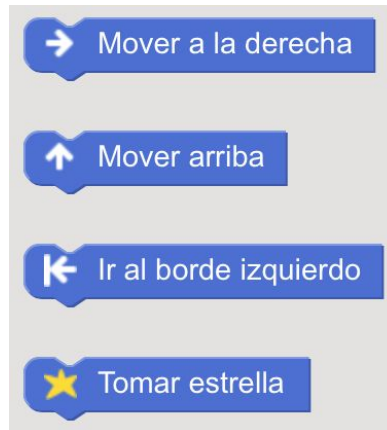 Mover a la derecha
Mover arriba
Ir al borde izquierdo
Tomar estrella